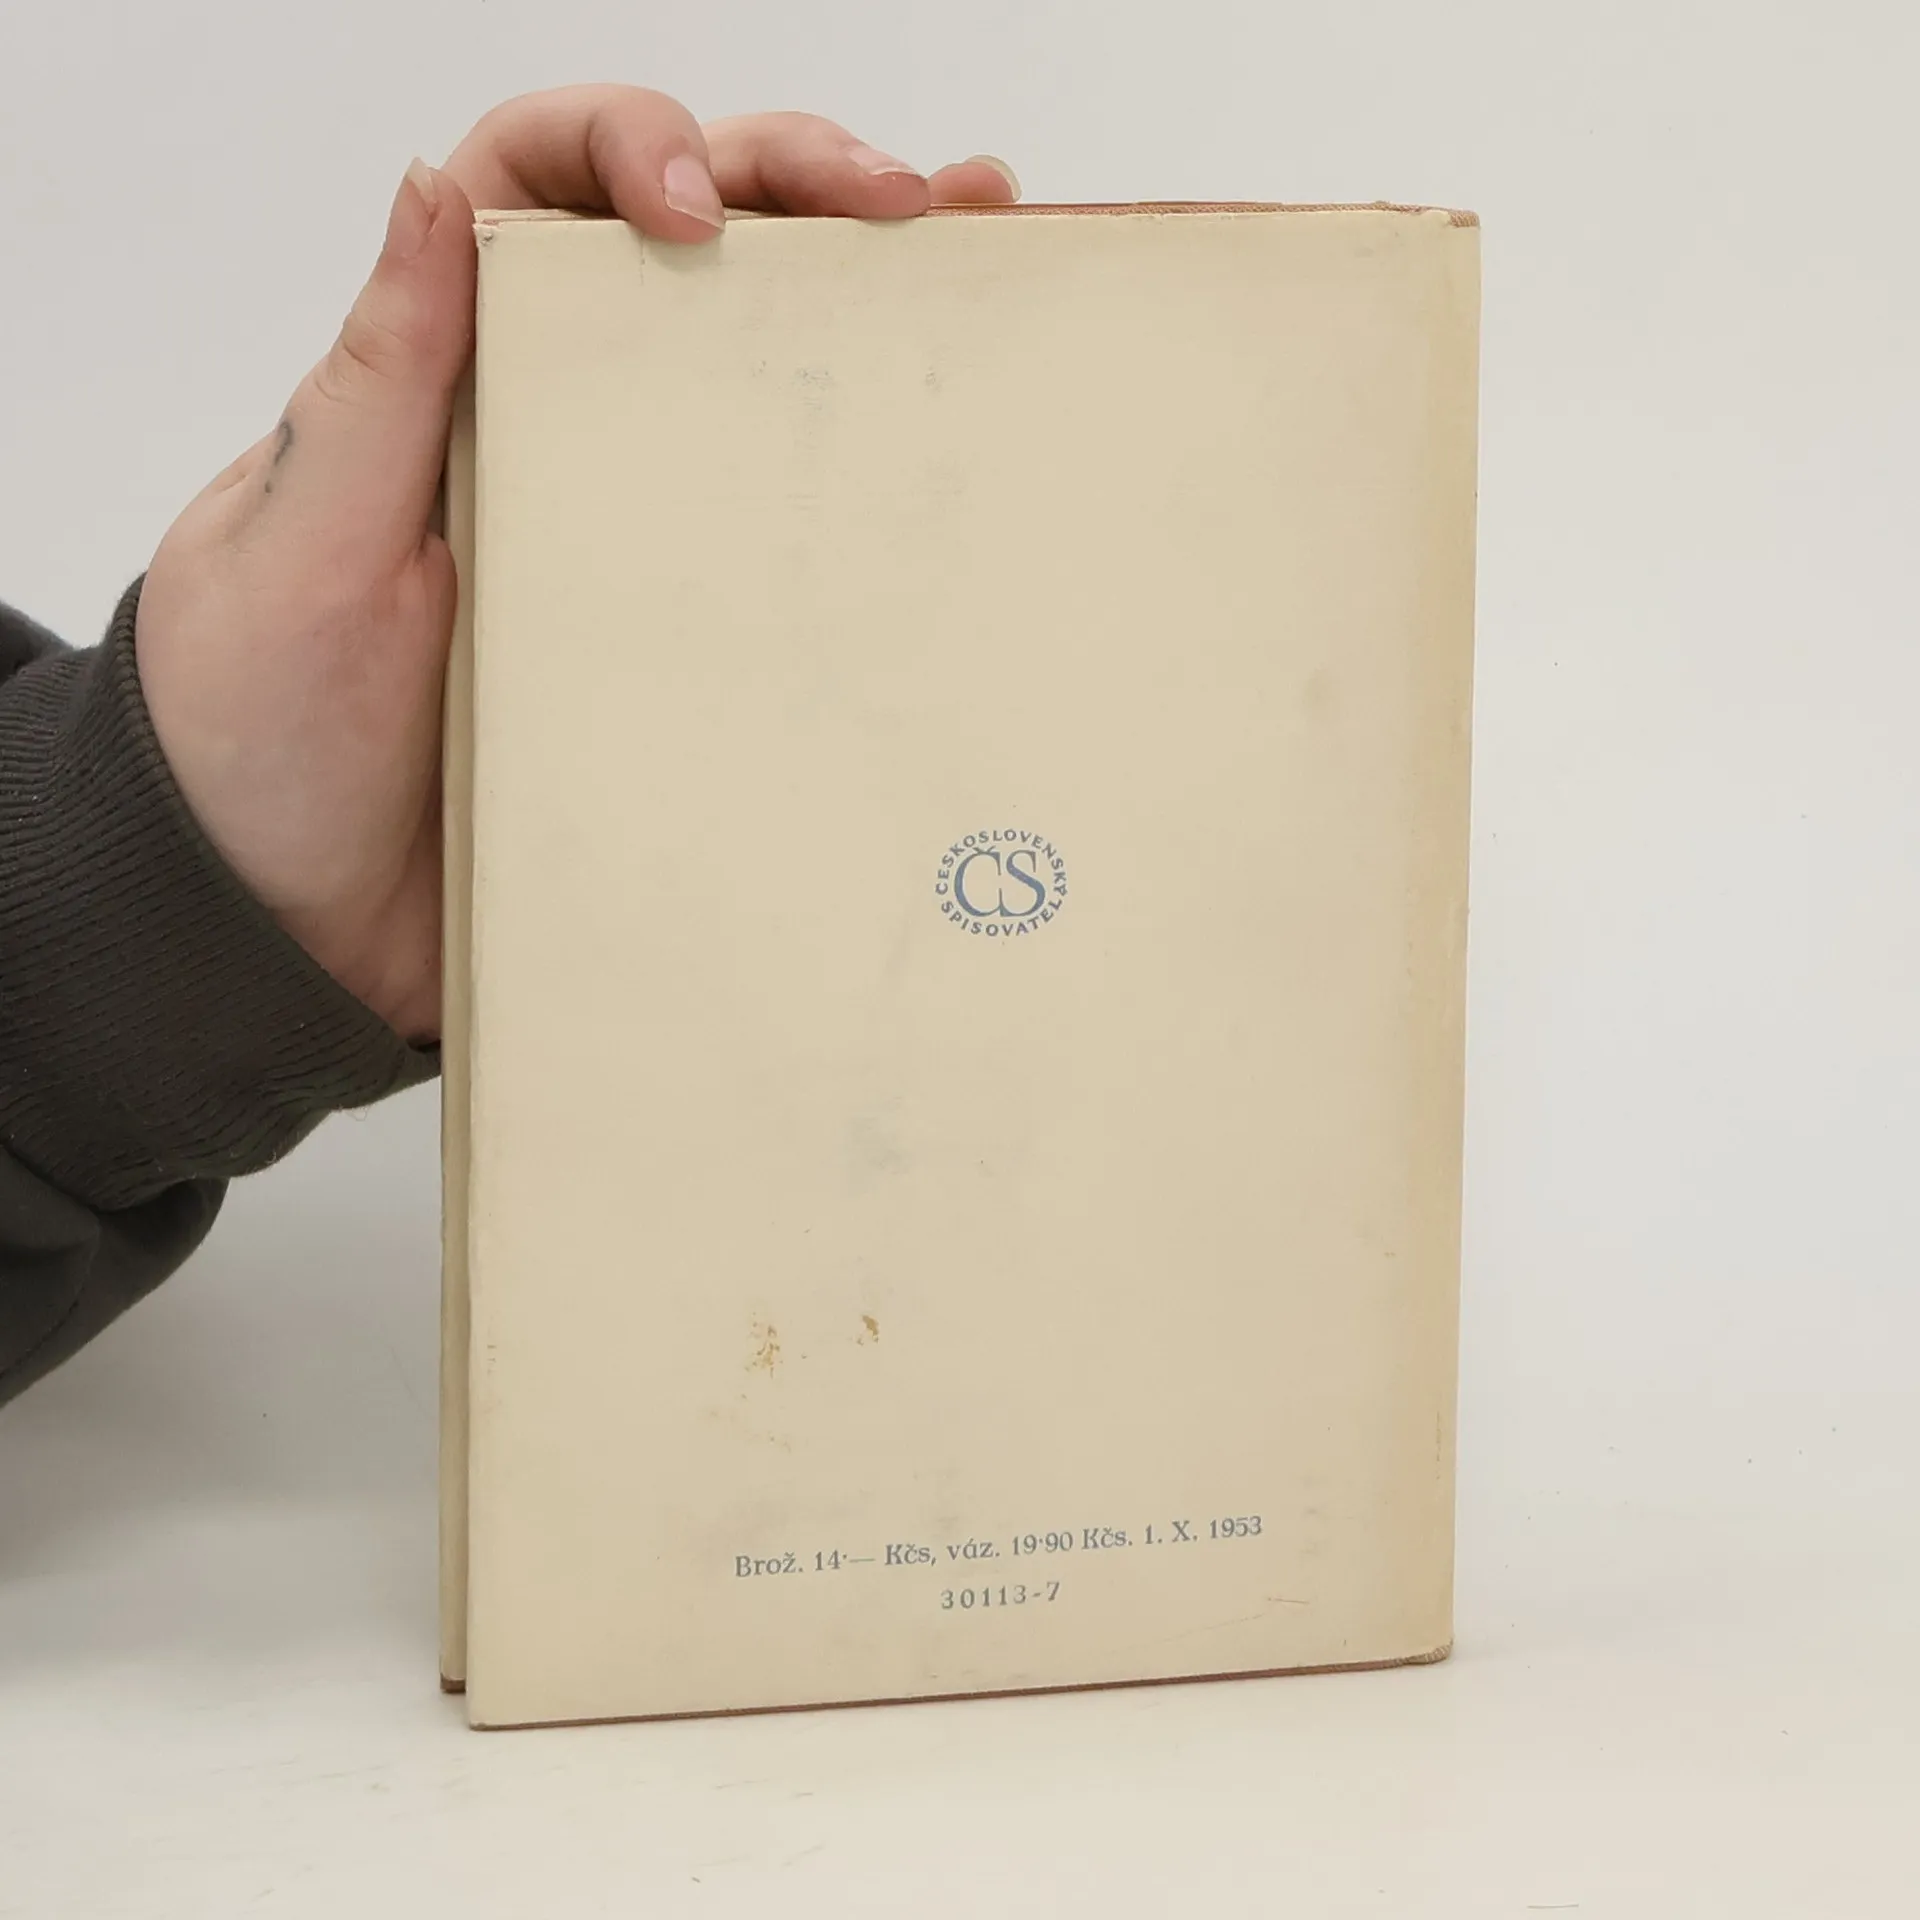 ČESKOSLOVENSKÝ
ČS
SPISOVATEL
Brož. 14·— Kčs, váz. 19·90 Kčs. 1. X. 1953
30113-7